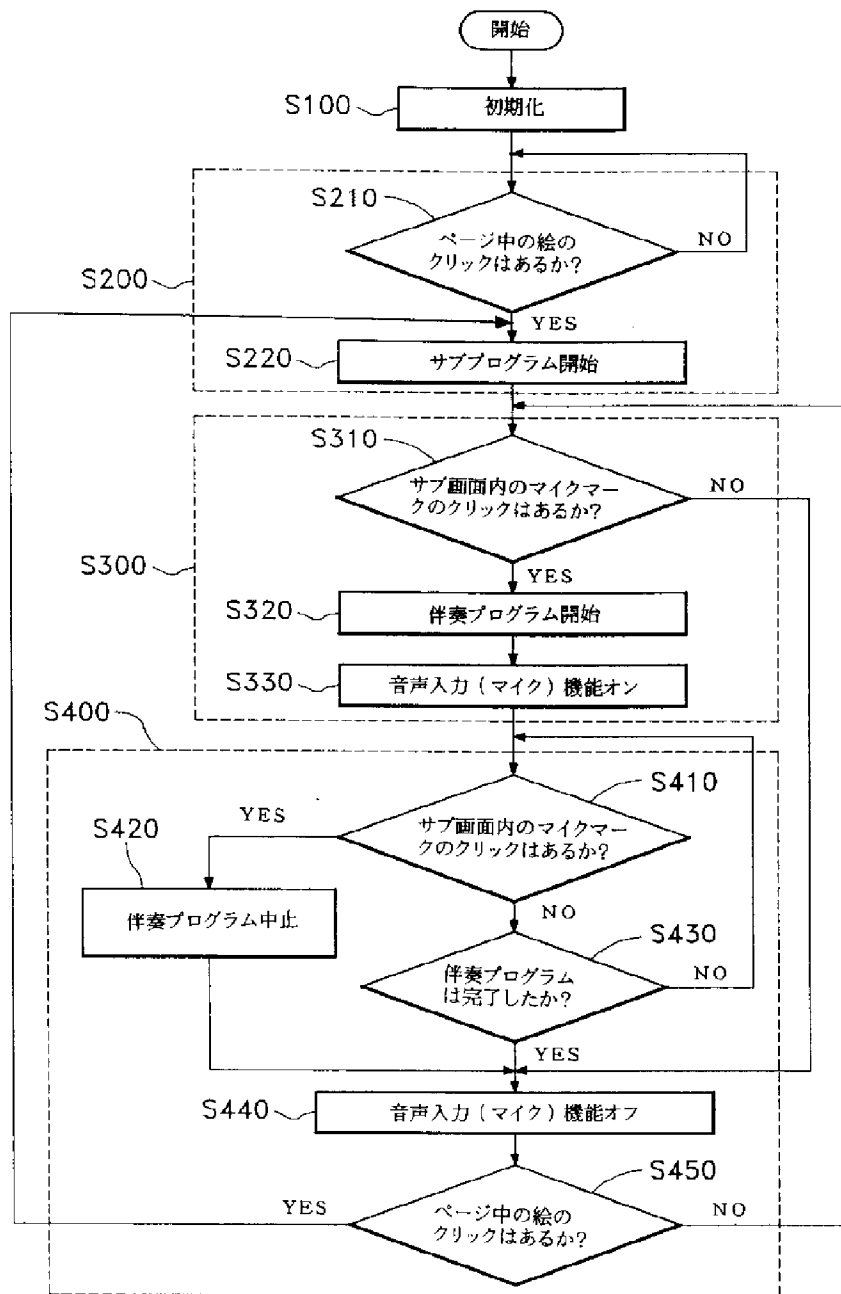 開始
S100
初期化
S210
ページ中の絵の
クリックはあるか?
NO
S200
YES
S220
サブプログラム開始
S310
サブ画面内のマイクマー
クのクリックはあるか?
NO
S300
YES
S320
伴奏プログラム開始
S330
音声入力(マイク)機能オン
S400
S410
YES
サブ画面内のマイクマー
クのクリックはあるか?
S420
伴奏プログラム中止
NO
S430
伴奏プログラム
は完了したか?
NO
YES
S440
音声入力(マイク)機能オフ
S450
YES
ページ中の絵の
クリックはあるか?
NO